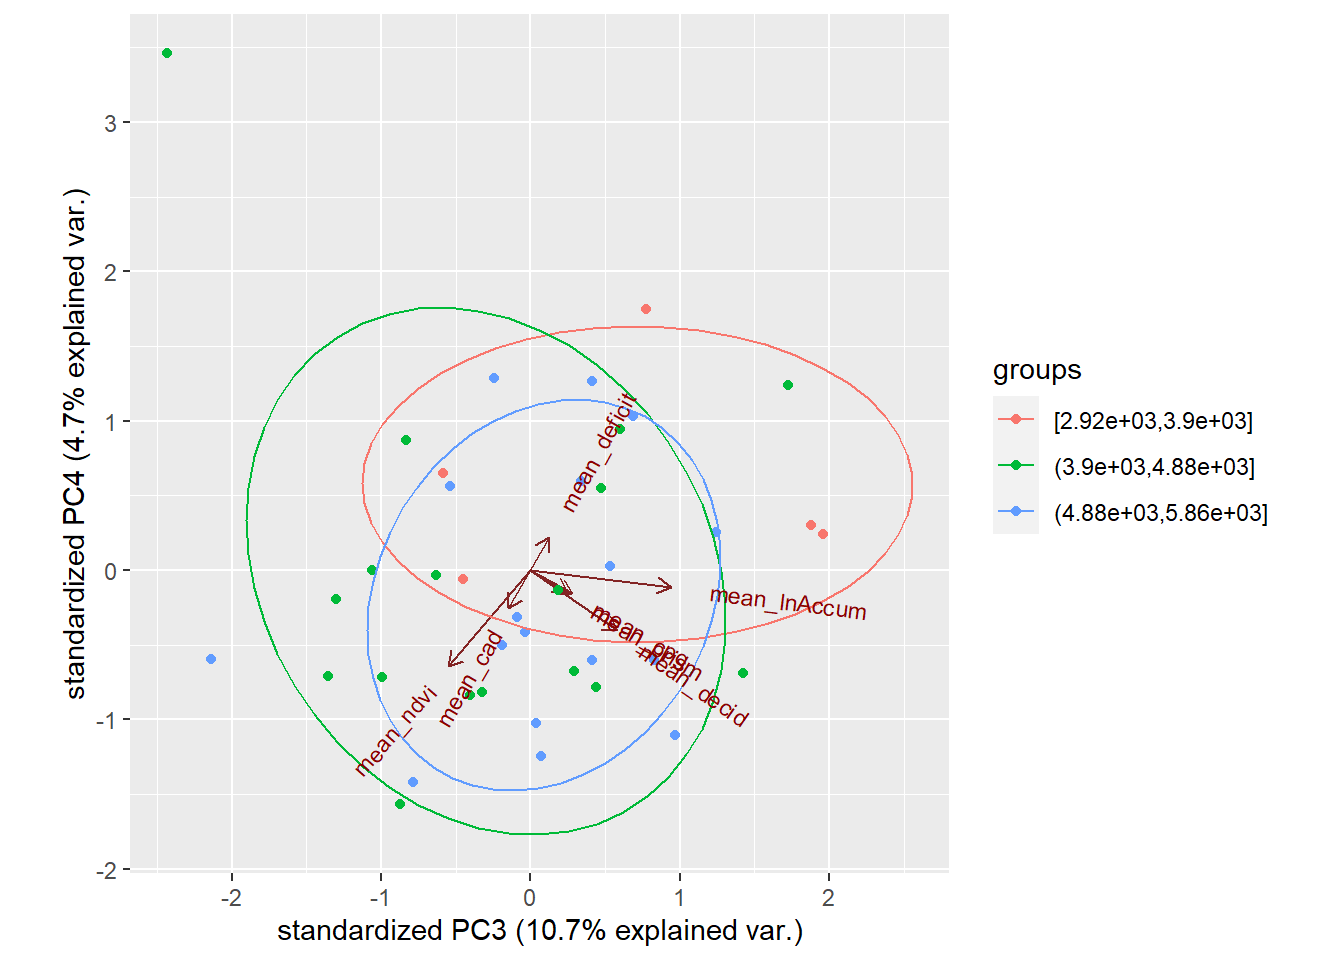 standardized PC4 (4.7% explained var.)
3
2
1
0
-1
-2
mean_deficit
mean_lnAccum
mean_decid
mean_cad
mean_ndvi
-2
-1
0
1
2
standardized PC3 (10.7% explained var.)
groups
[2.92e+03,3.9e+03]
(3.9e+03,4.88e+03]
(4.88e+03,5.86e+03]